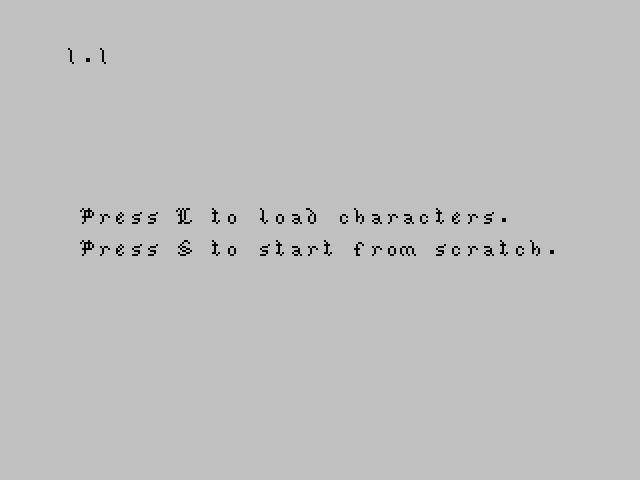 1.1
Press L to load characters.
Press S to start from scratch.